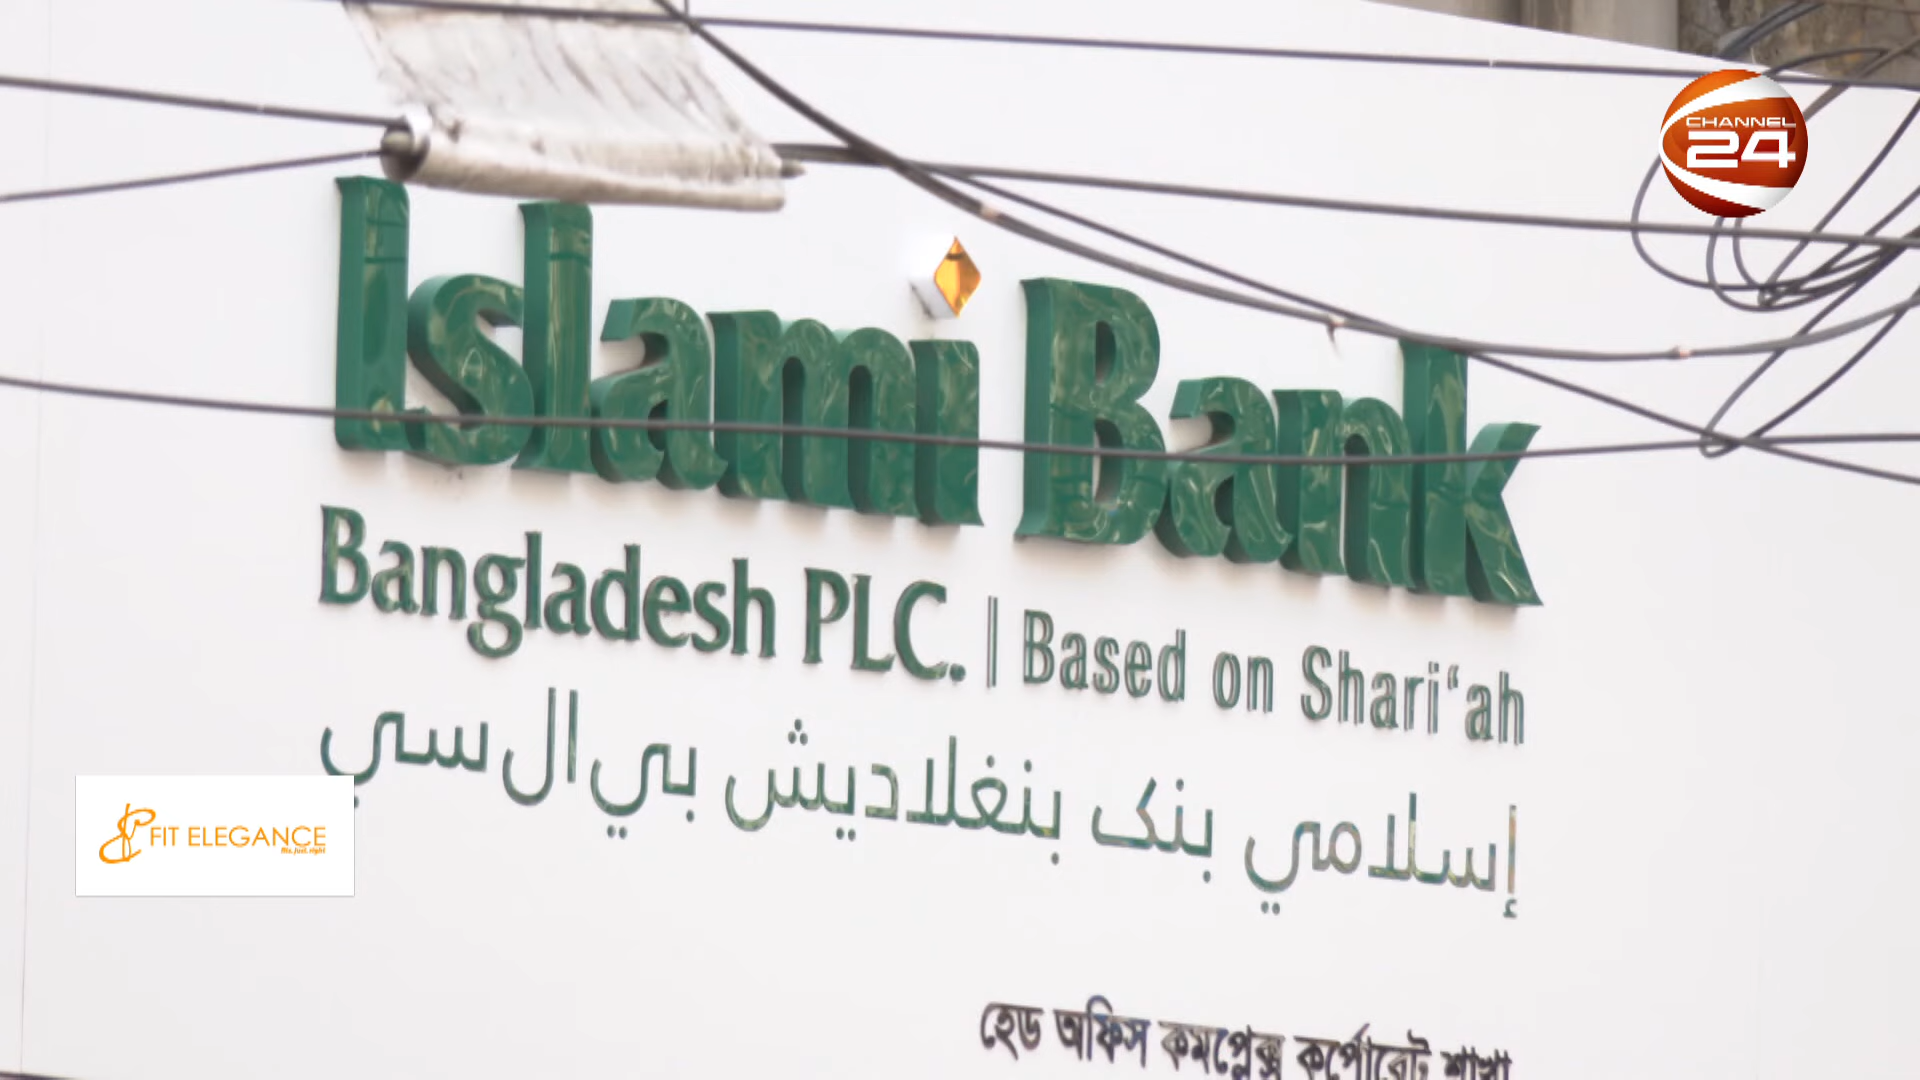 CHANNEL
24
Islami Bank
Bangladesh PLC. | Based on Shari‘ah
إسلامي بنك بنغلاديش بي ال سي
FIT ELEGANCE
হেড অফিস কমপ্লেক্স কর্পোরেট শাখা